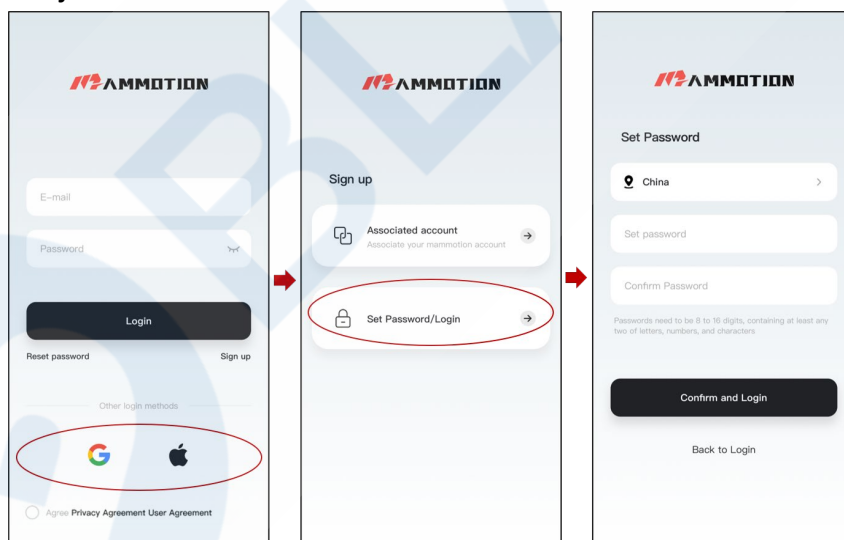 MAMMOTION
E-mail
Password
Login
Reset password Sign up
Other login methods
Agree Privacy Agreement User Agreement
MAMMOTION
Sign up
Associated account
Associate your mammotion account
Set Password/Login
MAMMOTION
Set Password
China
Set password
Confirm Password
Passwords need to be 8 to 16 digits, containing at least any
two of letters, numbers, and characters
Confirm and Login
Back to Login